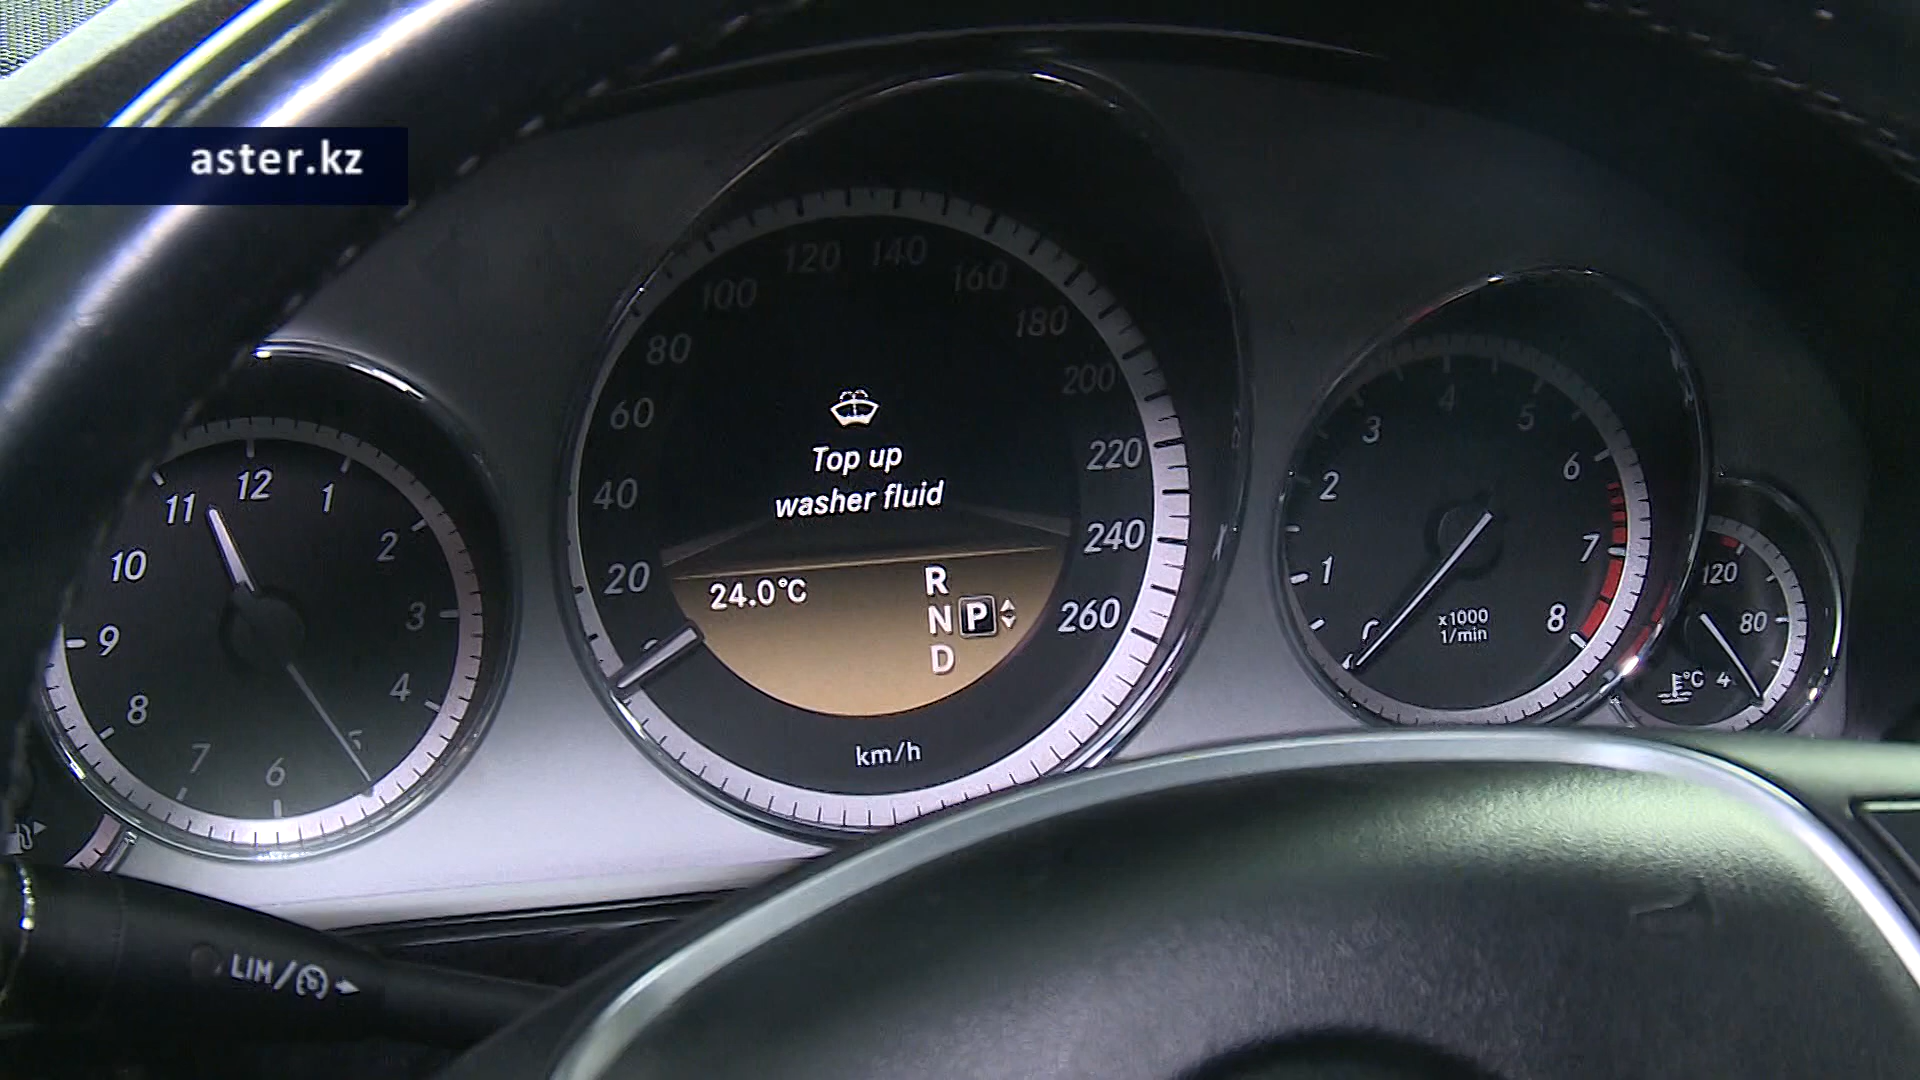 aster.kz
120 140
100 160
80 180
60 200
40 220
20 240
260
Top up
washer fluid
24.0°C
R
N P
D
km/h
12
11 1
10 2
9 3
8 4
7 5
6
4
3 5
2 6
1 7
8
x1000
1/min
120
80
°C 4
LIM/